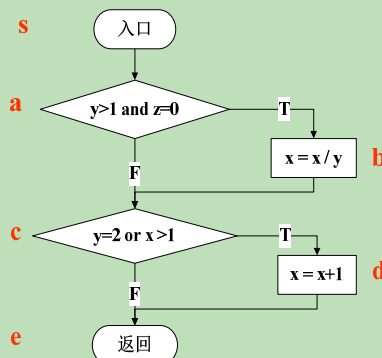 s
入口
a
y>1 and z=0
T
x = x / y
b
F
c
y=2 or x >1
T
x = x+1
d
F
e
返回